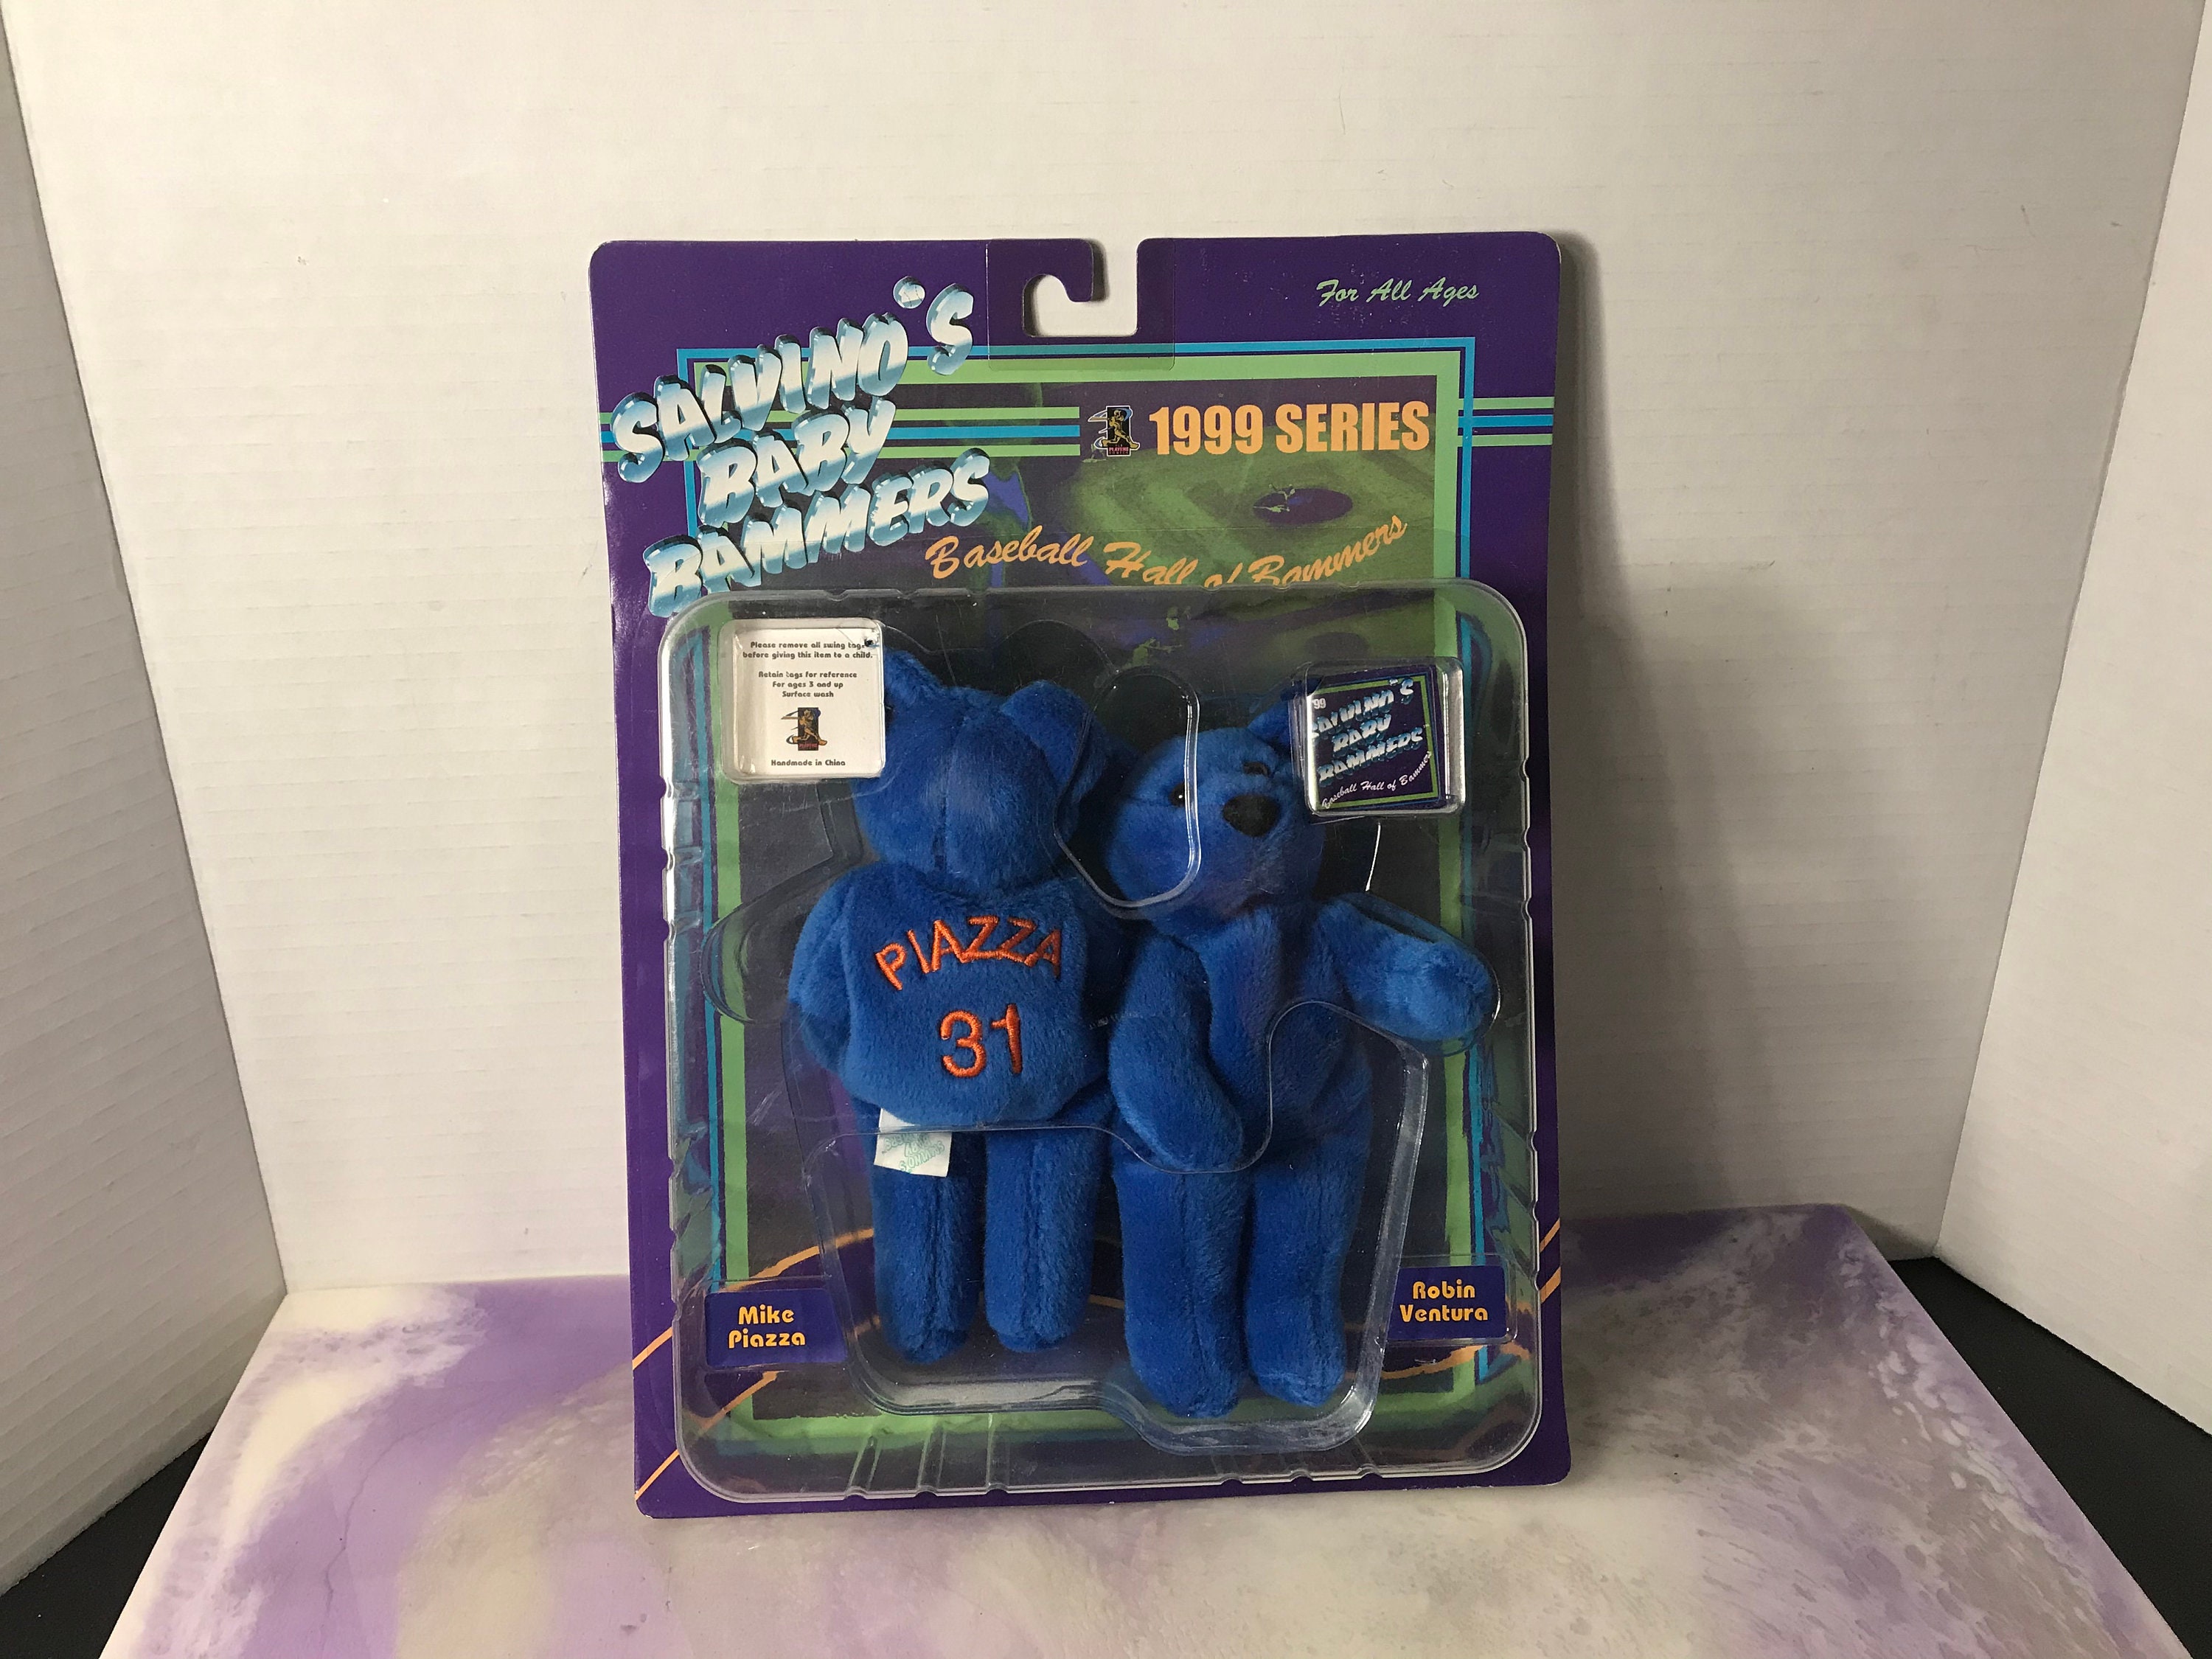 For All Ages
SALVINO'S
BABY
BAMMERS
1999 SERIES
Baseball Hall of Bammers
Please remove all swing tags
before giving this item to a child.
Retain tags for reference
For ages 3 and up
Surface wash
Handmade in China
'99
SALVINO'S
BABY
BAMMERS
Baseball Hall of Bammers
PIAZZA
31
Mike
Piazza
Robin
Ventura